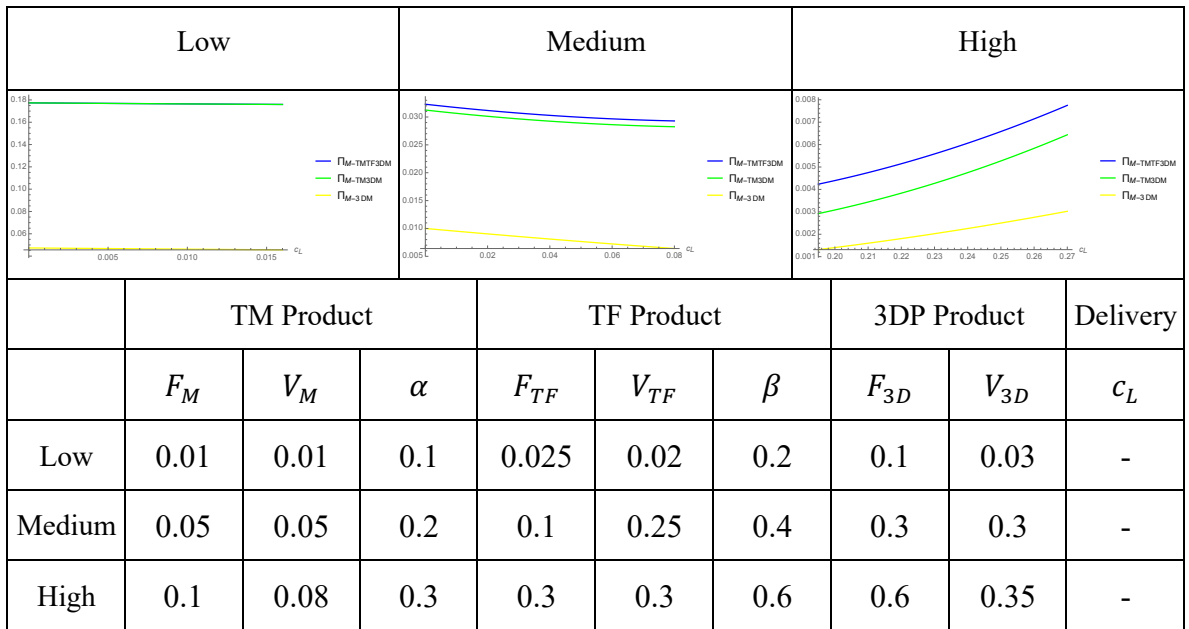 Low Medium High
0.18
0.16
0.14
0.12
0.10
0.08
0.06
0.005 0.010 0.015 c_L
Π_M−TMTF3DM
Π_M−TM3DM
Π_M−3 DM
0.030
0.025
0.020
0.015
0.010
0.005 0.02 0.04 0.06 0.08 c_L
Π_M−TMTF3DM
Π_M−TM3DM
Π_M−3 DM
0.008
0.007
0.006
0.005
0.004
0.003
0.002
0.001 0.20 0.21 0.22 0.23 0.24 0.25 0.26 0.27 c_L
Π_M−TMTF3DM
Π_M−TM3DM
Π_M−3 DM
TM Product TF Product 3DP Product Delivery
F_M V_M α F_TF V_TF β F_3D V_3D c_L
Low 0.01 0.01 0.1 0.025 0.02 0.2 0.1 0.03 -
Medium 0.05 0.05 0.2 0.1 0.25 0.4 0.3 0.3 -
High 0.1 0.08 0.3 0.3 0.3 0.6 0.6 0.35 -